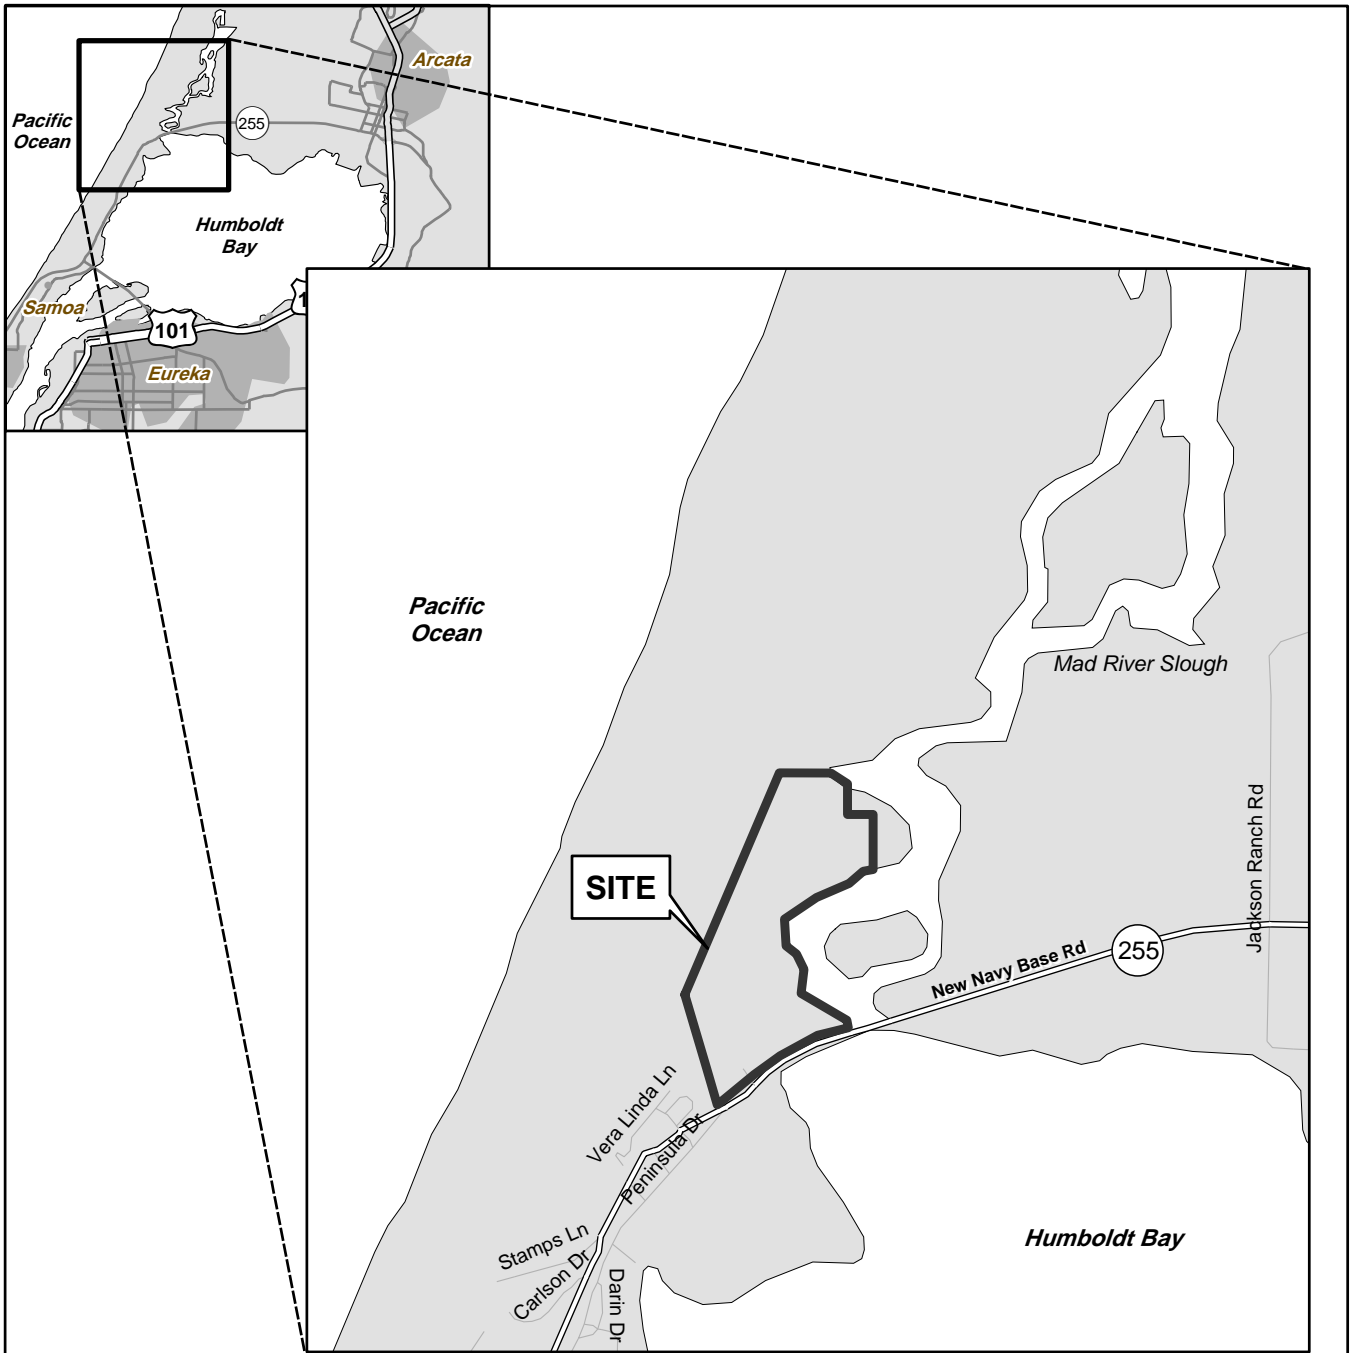 Arcata
Pacific
Ocean
255
Humboldt
Bay
Samoa
1
101
Eureka
Pacific
Ocean
Mad River Slough
Jackson Ranch Rd
SITE
New Navy Base Rd
255
Vera Linda Ln
Peninsula Dr
Humboldt Bay
Stamps Ln
Carlson Dr
Darin Dr